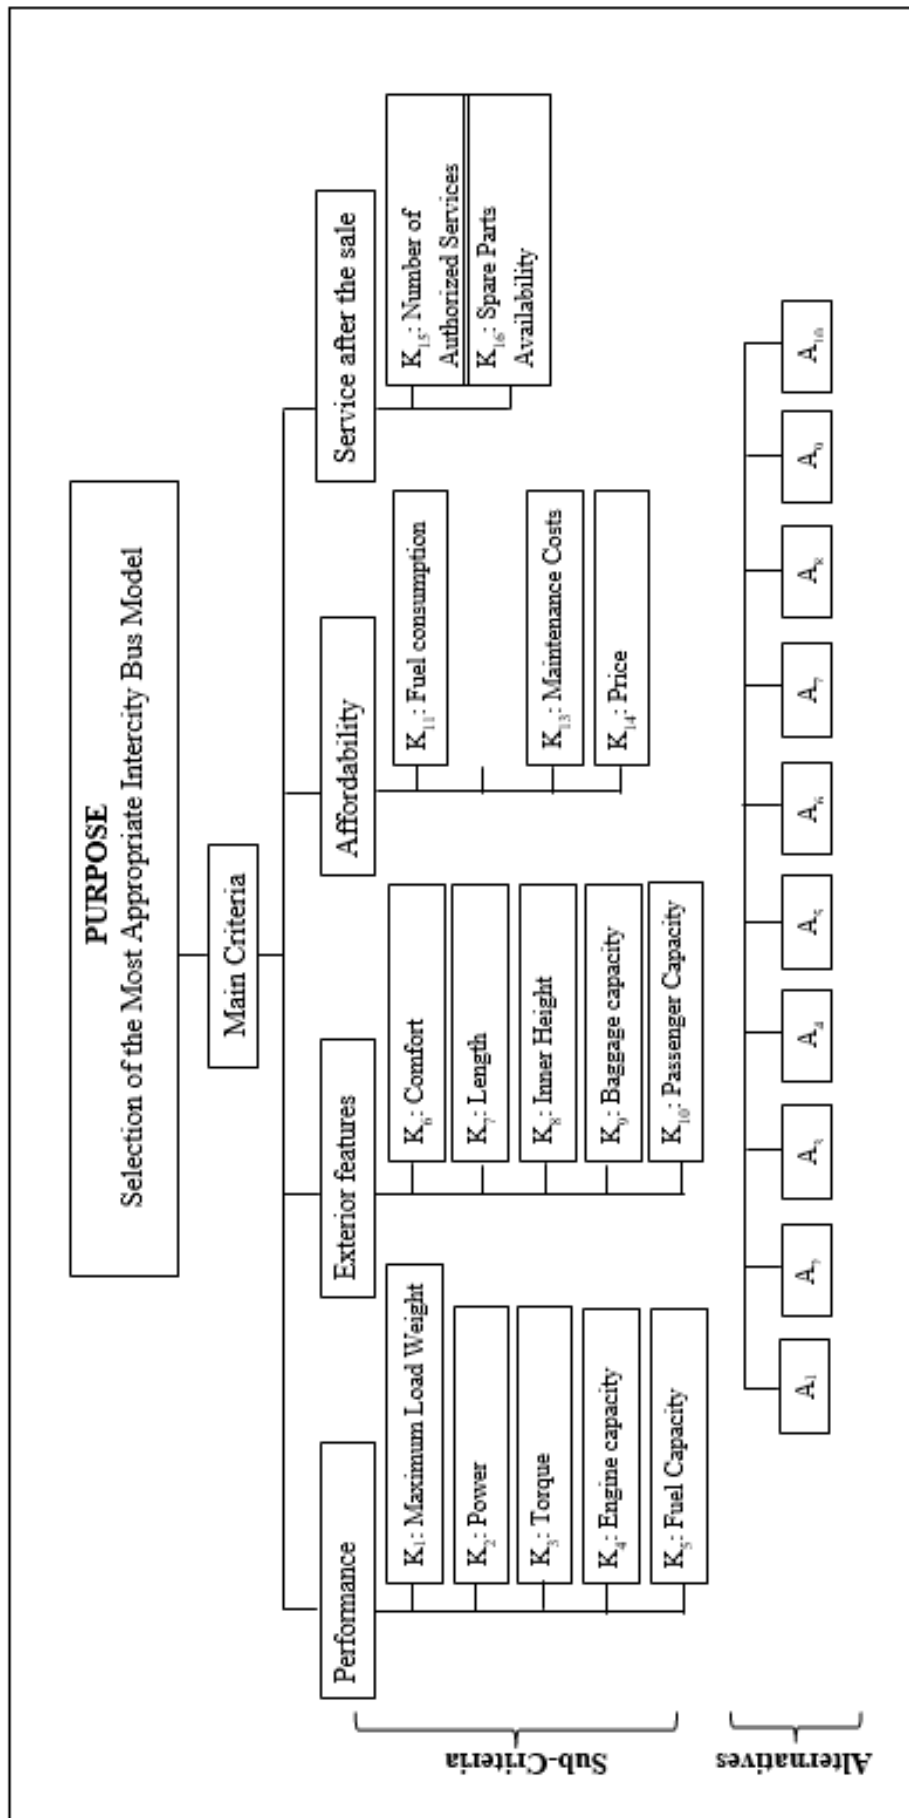 PURPOSE
Selection of the Most Appropriate Intercity Bus Model
Main Criteria
Performance
Exterior features
Affordability
Service after the sale
K₁: Maximum Load Weight
K₂: Power
K₃: Torque
K₄: Engine capacity
K₅: Fuel Capacity
K₆: Comfort
K₇: Length
K₈: Inner Height
K₉: Baggage capacity
K₁₀: Passenger Capacity
K₁₁: Fuel consumption
K₁₃: Maintenance Costs
K₁₄: Price
K₁₅: Number of
Authorized Services
K₁₆: Spare Parts
Availability
Sub-Criteria
Alternatives
A₁
A₂
A₃
A₄
A₅
A₆
A₇
A₈
A₉
A₁₀